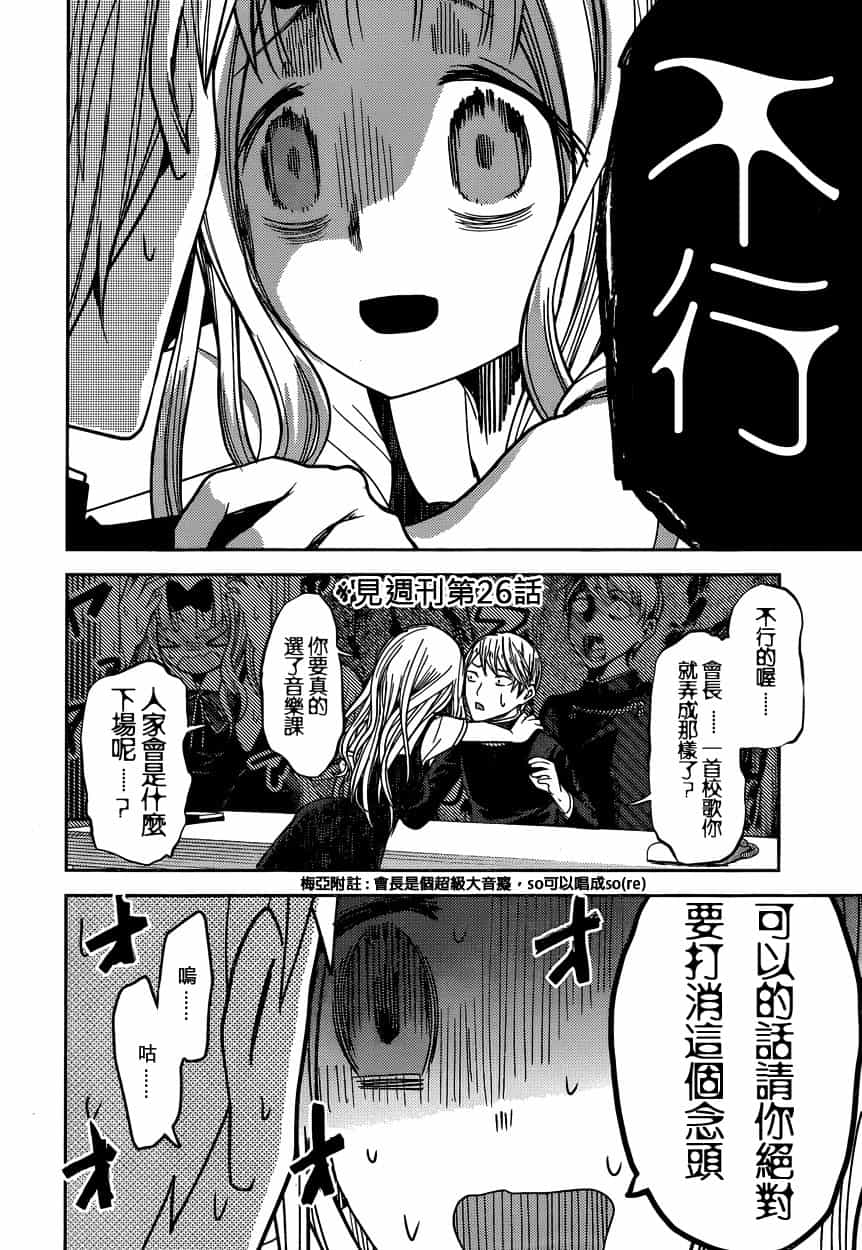 不行
✽見週刊第26話
不行的喔……
會長……一首校歌你
就弄成那樣了?
你要真的
選了音樂課
人家會是什麼
下場呢……?
梅亞附註:會長是個超級大音癡,so可以唱成so(re)
可以的話請你絕對
要打消這個念頭
オ
オ
オ
オ
嗚……
咕……